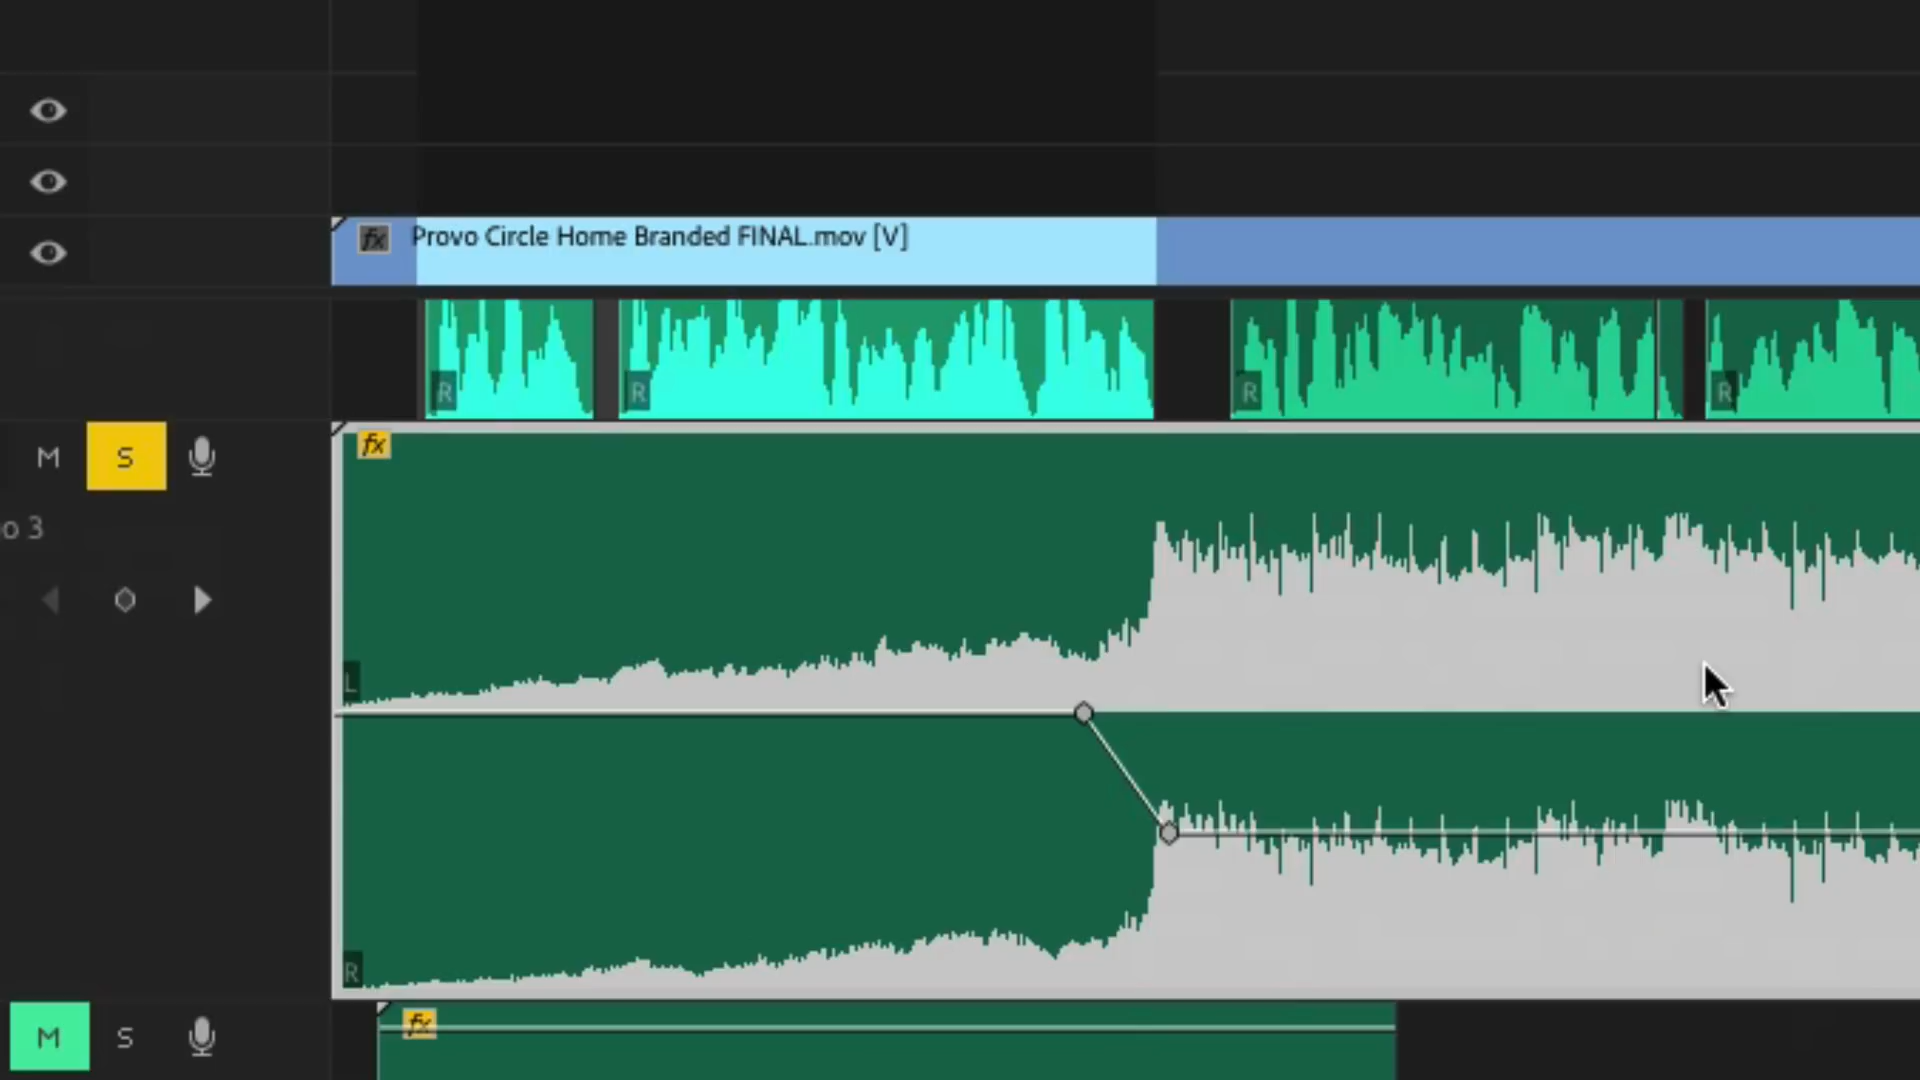 fx Provo Circle Home Branded FINAL.mov [V]
R R R R
M S fx
o 3
L
R
M S fx